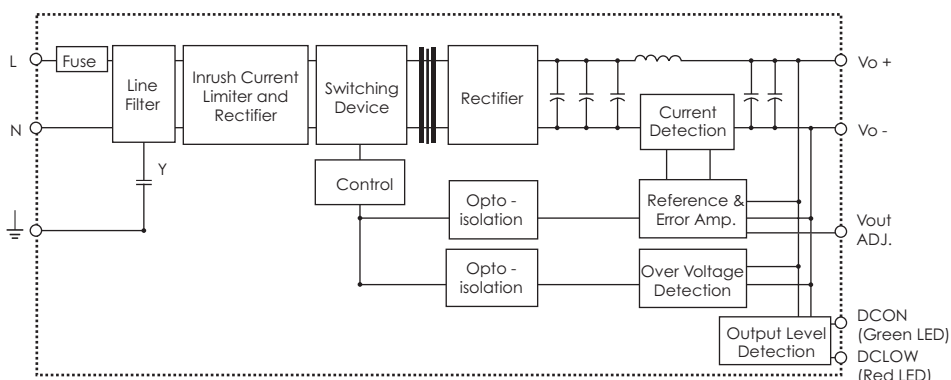 L
Fuse
Line
Filter
Inrush Current
Limiter and
Rectifier
Switching
Device
Rectifier
Current
Detection
Vo +
N
Vo -
Y
Control
Opto -
isolation
Reference &
Error Amp.
Vout
ADJ.
Opto -
isolation
Over Voltage
Detection
Output Level
Detection
DCON
(Green LED)
DCLOW
(Red LED)